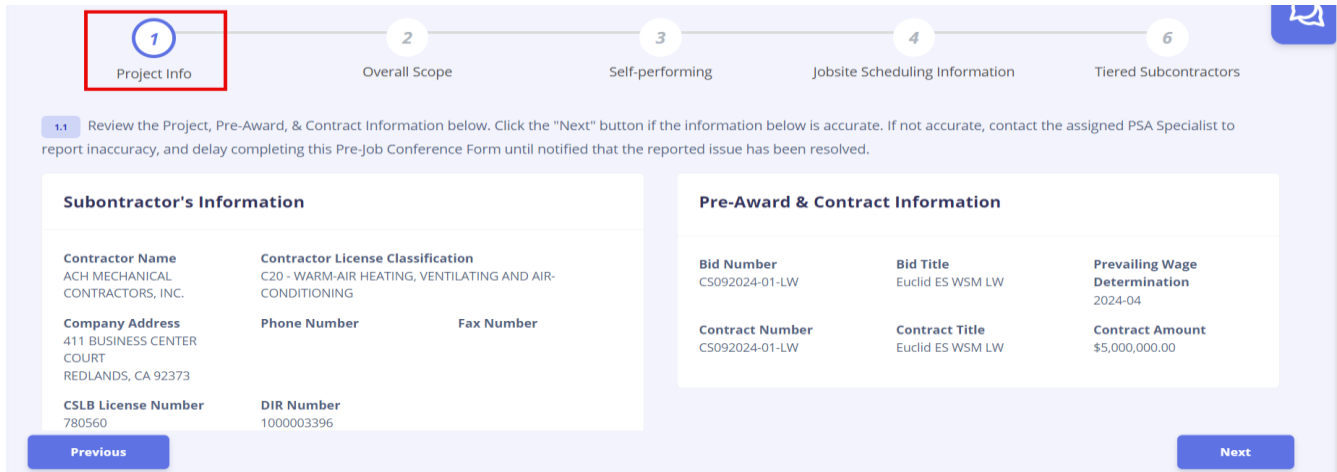 1
2
3
4
6
Project Info
Overall Scope
Self-performing
Jobsite Scheduling Information
Tiered Subcontractors
1.1 Review the Project, Pre-Award, & Contract Information below. Click the "Next" button if the information below is accurate. If not accurate, contact the assigned PSA Specialist to
report inaccuracy, and delay completing this Pre-Job Conference Form until notified that the reported issue has been resolved.
Subontractor's Information
Contractor Name
ACH MECHANICAL
CONTRACTORS, INC.
Contractor License Classification
C20 - WARM-AIR HEATING, VENTILATING AND AIR-
CONDITIONING
Company Address
411 BUSINESS CENTER
COURT
REDLANDS, CA 92373
Phone Number
Fax Number
CSLB License Number
780560
DIR Number
1000003396
Pre-Award & Contract Information
Bid Number
CS092024-01-LW
Bid Title
Euclid ES WSM LW
Prevailing Wage
Determination
2024-04
Contract Number
CS092024-01-LW
Contract Title
Euclid ES WSM LW
Contract Amount
$5,000,000.00
Previous
Next